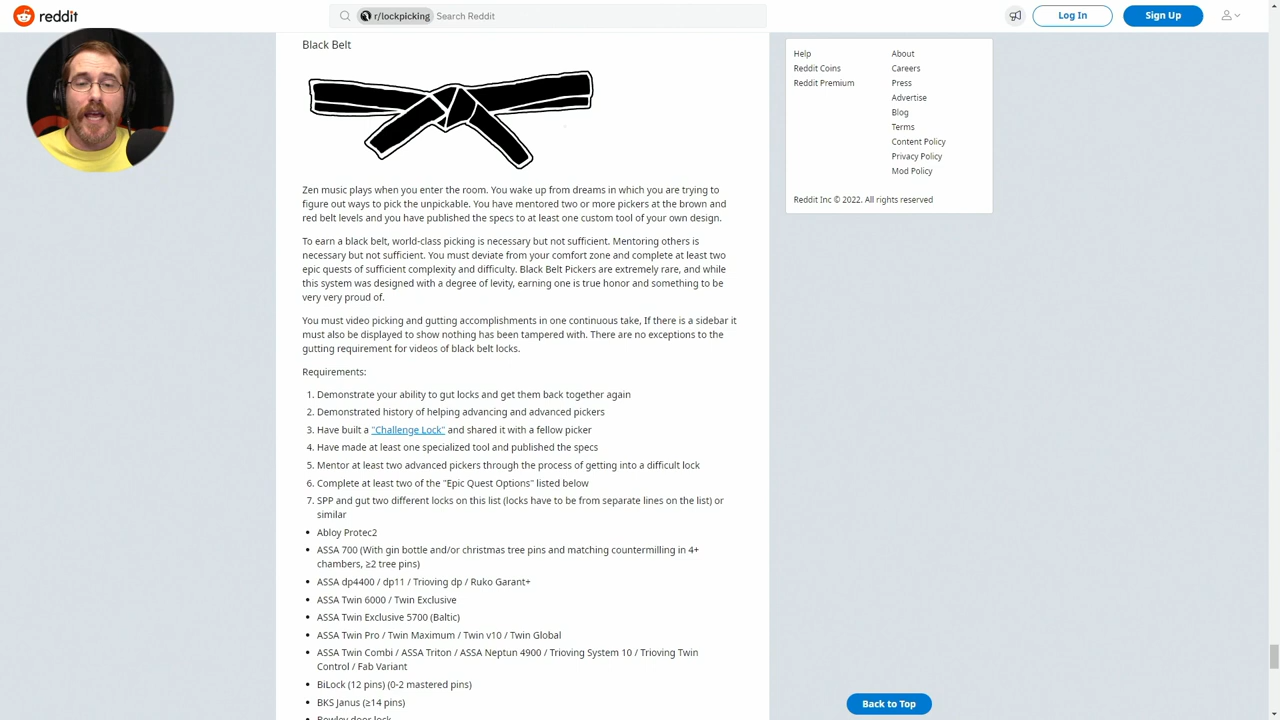 reddit
r/lockpicking
Search Reddit
Log In
Sign Up
Black Belt
Zen music plays when you enter the room. You wake up from dreams in which you are trying to
figure out ways to pick the unpickable. You have mentored two or more pickers at the brown and
red belt levels and you have published the specs to at least one custom tool of your own design.
To earn a black belt, world-class picking is necessary but not sufficient. Mentoring others is
necessary but not sufficient. You must deviate from your comfort zone and complete at least two
epic quests of sufficient complexity and difficulty. Black Belt Pickers are extremely rare, and while
this system was designed with a degree of levity, earning one is true honor and something to be
very very proud of.
You must video picking and gutting accomplishments in one continuous take, If there is a sidebar it
must also be displayed to show nothing has been tampered with. There are no exceptions to the
gutting requirement for videos of black belt locks.
Requirements:
1. Demonstrate your ability to gut locks and get them back together again
2. Demonstrated history of helping advancing and advanced pickers
3. Have built a "Challenge Lock" and shared it with a fellow picker
4. Have made at least one specialized tool and published the specs
5. Mentor at least two advanced pickers through the process of getting into a difficult lock
6. Complete at least two of the "Epic Quest Options" listed below
7. SPP and gut two different locks on this list (locks have to be from separate lines on the list) or
similar
• Abloy Protec2
• ASSA 700 (With gin bottle and/or christmas tree pins and matching countermilling in 4+
chambers, ≥2 tree pins)
• ASSA dp4400 / dp11 / Trioving dp / Ruko Garant+
• ASSA Twin 6000 / Twin Exclusive
• ASSA Twin Exclusive 5700 (Baltic)
• ASSA Twin Pro / Twin Maximum / Twin v10 / Twin Global
• ASSA Twin Combi / ASSA Triton / ASSA Neptun 4900 / Trioving System 10 / Trioving Twin
Control / Fab Variant
• BiLock (12 pins) (0-2 mastered pins)
• BKS Janus (≥14 pins)
• Bowley door lock
Help
Reddit Coins
Reddit Premium
About
Careers
Press
Advertise
Blog
Terms
Content Policy
Privacy Policy
Mod Policy
Reddit Inc © 2022. All rights reserved
Back to Top